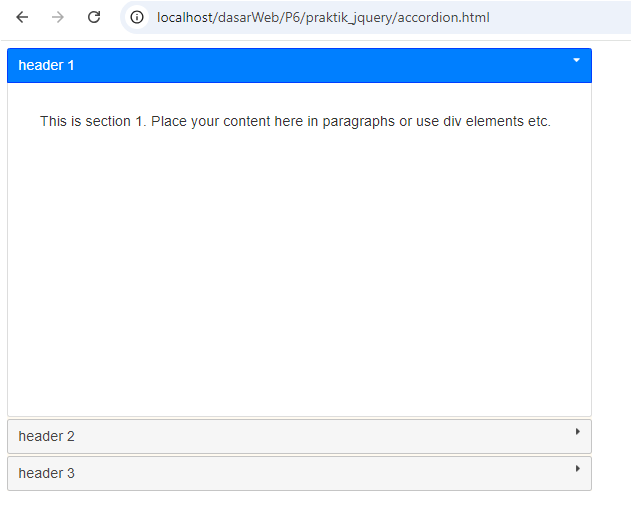 localhost/dasarWeb/P6/praktik_jquery/accordion.html
header 1
This is section 1. Place your content here in paragraphs or use div elements etc.
header 2
header 3